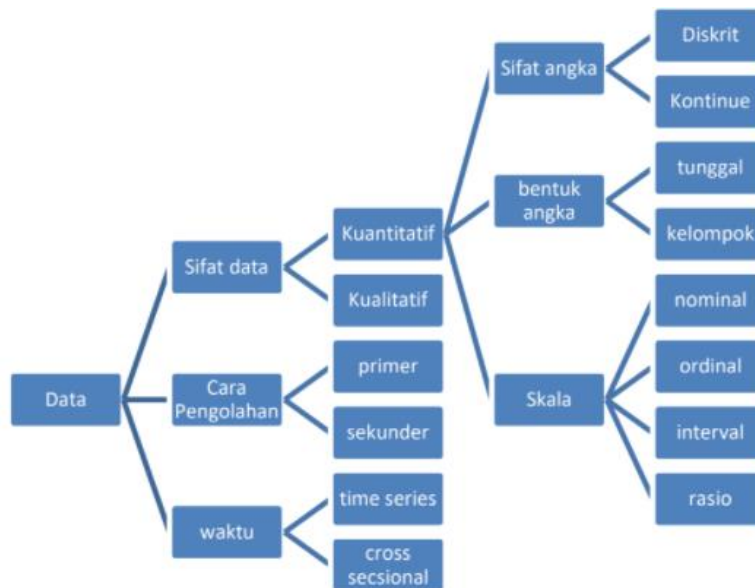 Data
Sifat data
Kuantitatif
Sifat angka
Diskrit
Kontinue
bentuk
angka
tunggal
kelompok
Skala
nominal
ordinal
interval
rasio
Kualitatif
Cara
Pengolahan
primer
sekunder
waktu
time series
cross
secsional